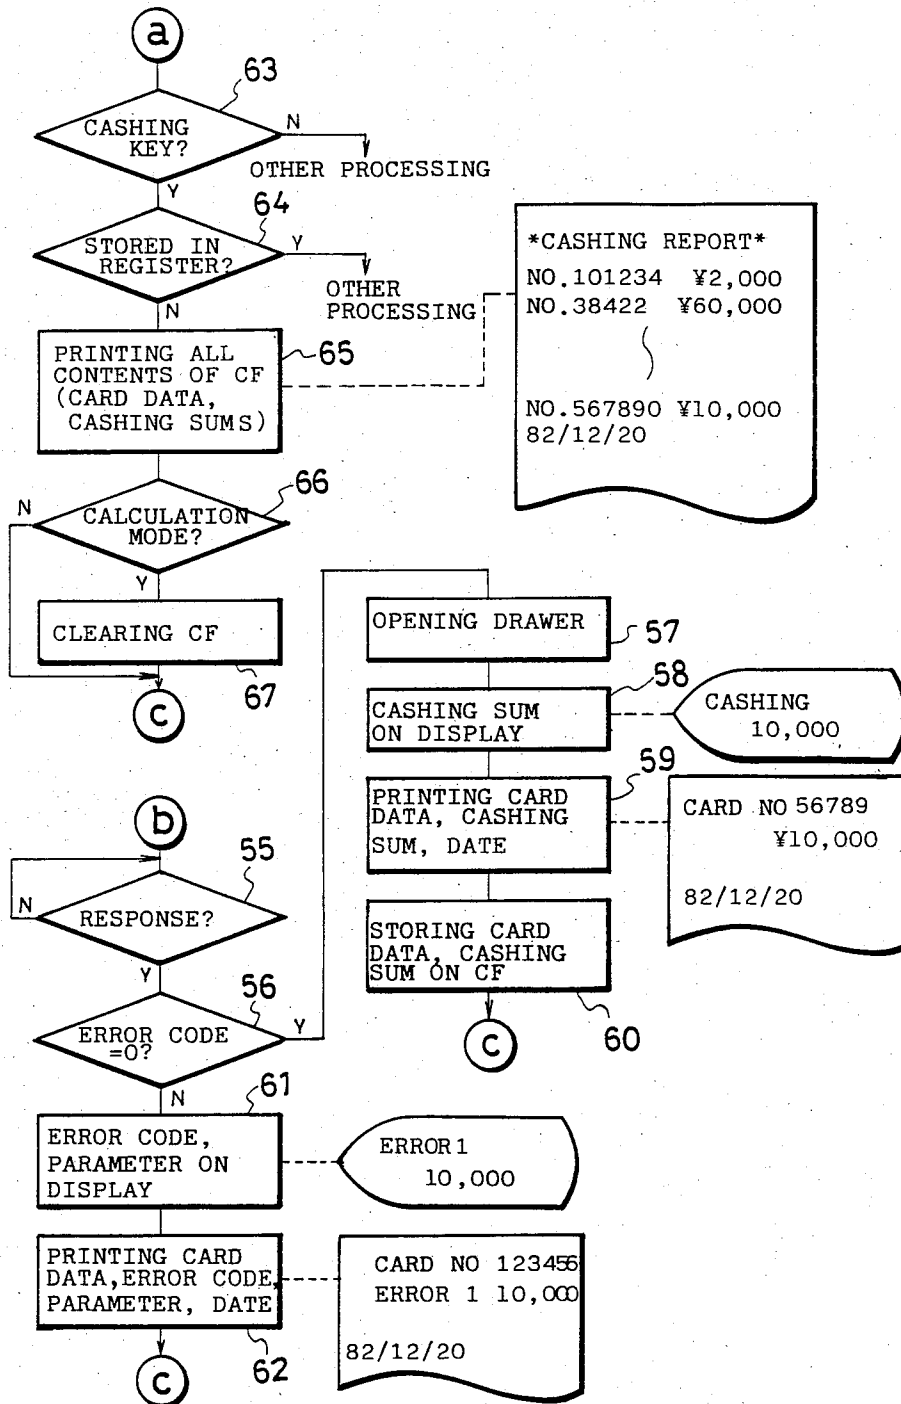 a
63
CASHING
KEY?
N
OTHER PROCESSING
Y
64
STORED IN
REGISTER?
Y
OTHER
PROCESSING
N
65
PRINTING ALL
CONTENTS OF CF
(CARD DATA,
CASHING SUMS)
*CASHING REPORT*
NO.101234 ¥2,000
NO.38422 ¥60,000
NO.567890 ¥10,000
82/12/20
66
N
CALCULATION
MODE?
Y
CLEARING CF
67
c
OPENING DRAWER
57
58
CASHING SUM
ON DISPLAY
CASHING
10,000
59
PRINTING CARD
DATA, CASHING
SUM, DATE
CARD NO 56789
¥10,000
82/12/20
STORING CARD
DATA, CASHING
SUM ON CF
60
c
b
55
N
RESPONSE?
Y
56
ERROR CODE
=0?
Y
N
61
ERROR CODE,
PARAMETER ON
DISPLAY
ERROR1
10,000
PRINTING CARD
DATA,ERROR CODE,
PARAMETER, DATE
62
CARD NO 123456
ERROR 1 10,000
82/12/20
c